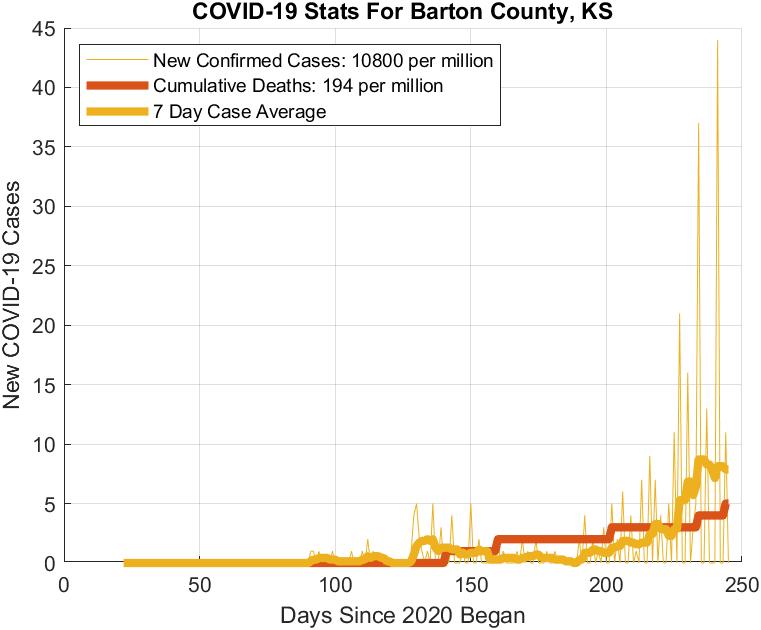 COVID-19 Stats For Barton County, KS
45
40
35
30
25
20
15
10
5
0
New COVID-19 Cases
New Confirmed Cases: 10800 per million
Cumulative Deaths: 194 per million
7 Day Case Average
0 50 100 150 200 250
Days Since 2020 Began